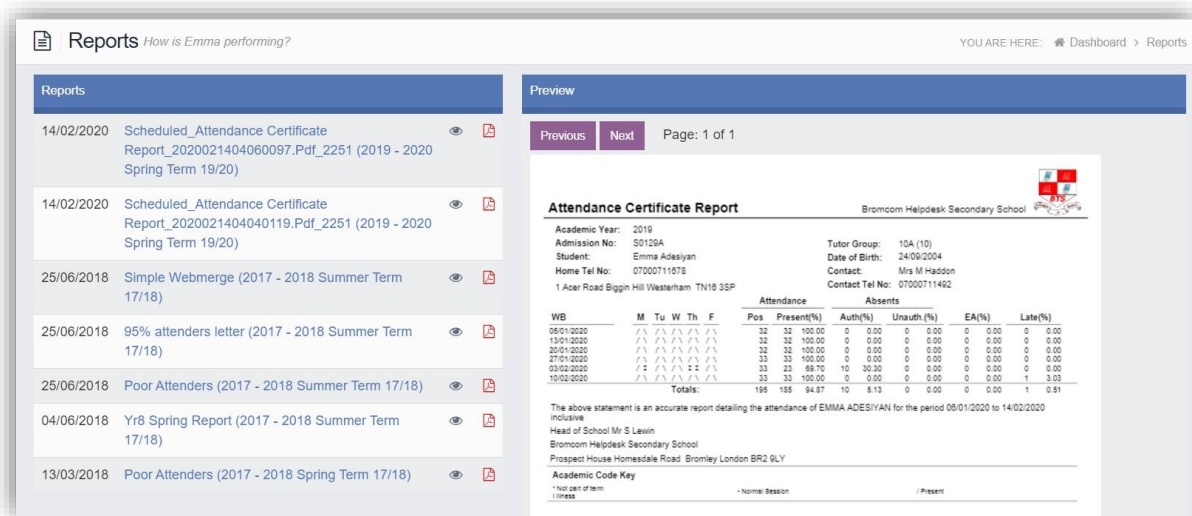 Reports How is Emma performing?
YOU ARE HERE: Dashboard > Reports
Reports
14/02/2020 Scheduled_Attendance Certificate
Report_2020021404060097.Pdf_2251 (2019 - 2020
Spring Term 19/20)
14/02/2020 Scheduled_Attendance Certificate
Report_2020021404040119.Pdf_2251 (2019 - 2020
Spring Term 19/20)
25/06/2018 Simple Webmerge (2017 - 2018 Summer Term
17/18)
25/06/2018 95% attenders letter (2017 - 2018 Summer Term
17/18)
25/06/2018 Poor Attenders (2017 - 2018 Summer Term 17/18)
04/06/2018 Yr8 Spring Report (2017 - 2018 Summer Term
17/18)
13/03/2018 Poor Attenders (2017 - 2018 Spring Term 17/18)
Preview
Previous Next Page: 1 of 1
BTS
Attendance Certificate Report Bromcom Helpdesk Secondary School
Academic Year: 2019
Admission No: S0129A Tutor Group: 10A (10)
Student: Emma Adesiyan Date of Birth: 24/09/2004
Home Tel No: 07000711678 Contact: Mrs M Haddon
1 Acer Road Biggin Hill Westerham TN16 3SP Contact Tel No: 07000711492
Attendance Absents
WB M Tu W Th F Pos Present(%) Auth(%) Unauth.(%) EA(%) Late(%)
06/01/2020 / \ / \ / \ / \ / \ 32 32 100.00 0 0.00 0 0.00 0 0.00 0 0.00
13/01/2020 / \ / \ / \ / \ / \ 32 32 100.00 0 0.00 0 0.00 0 0.00 0 0.00
20/01/2020 / \ / \ / \ / \ / \ 32 32 100.00 0 0.00 0 0.00 0 0.00 0 0.00
27/01/2020 / \ / \ / \ / \ / \ 33 33 100.00 0 0.00 0 0.00 0 0.00 0 0.00
03/02/2020 / \ / \ / \ 33 23 69.70 10 30.30 0 0.00 0 0.00 0 0.00
10/02/2020 / \ / \ / \ / \ / \ 33 33 100.00 0 0.00 0 0.00 0 0.00 1 3.03
Totals: 195 185 94.87 10 5.13 0 0.00 0 0.00 1 0.51
The above statement is an accurate report detailing the attendance of EMMA ADESIYAN for the period 06/01/2020 to 14/02/2020
inclusive
Head of School Mr S Lewin
Bromcom Helpdesk Secondary School
Prospect House Homesdale Road Bromley London BR2 9LY
Academic Code Key
* Not part of term - Normal Session / Present
I Illness